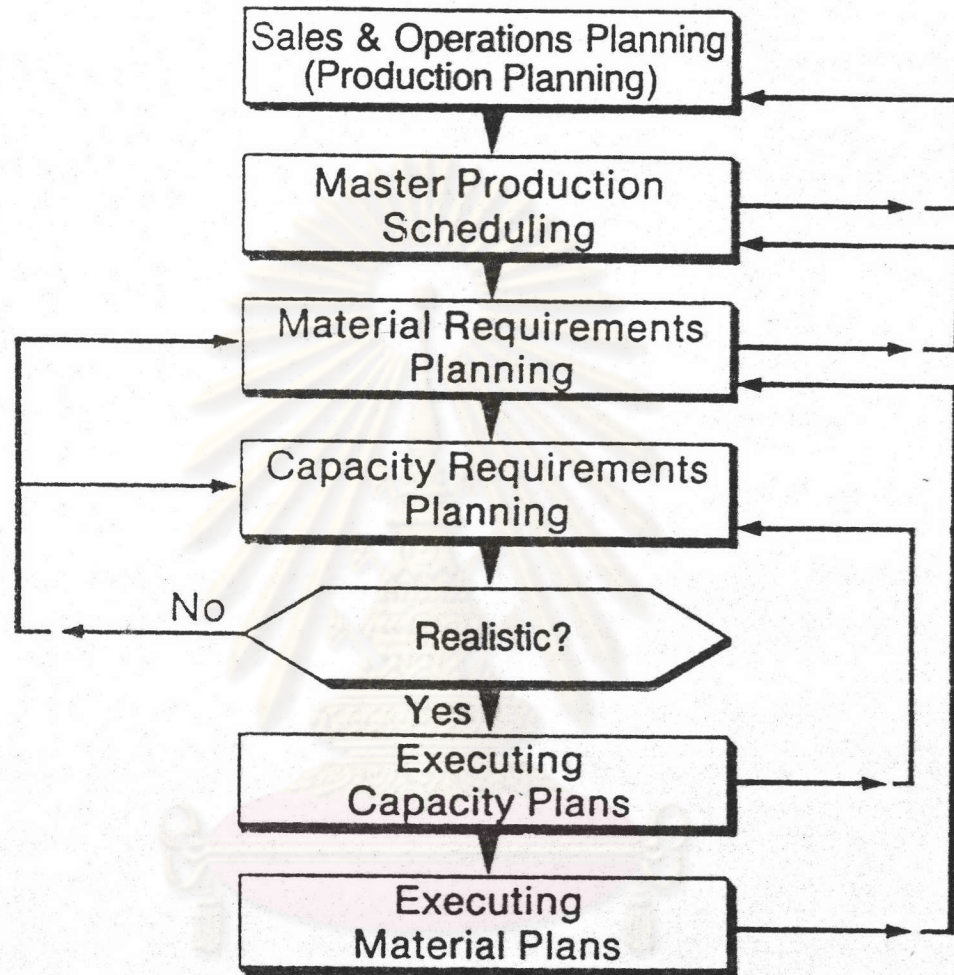 Sales & Operations Planning
(Production Planning)
Master Production
Scheduling
Material Requirements
Planning
Capacity Requirements
Planning
No
Realistic?
Yes
Executing
Capacity Plans
Executing
Material Plans